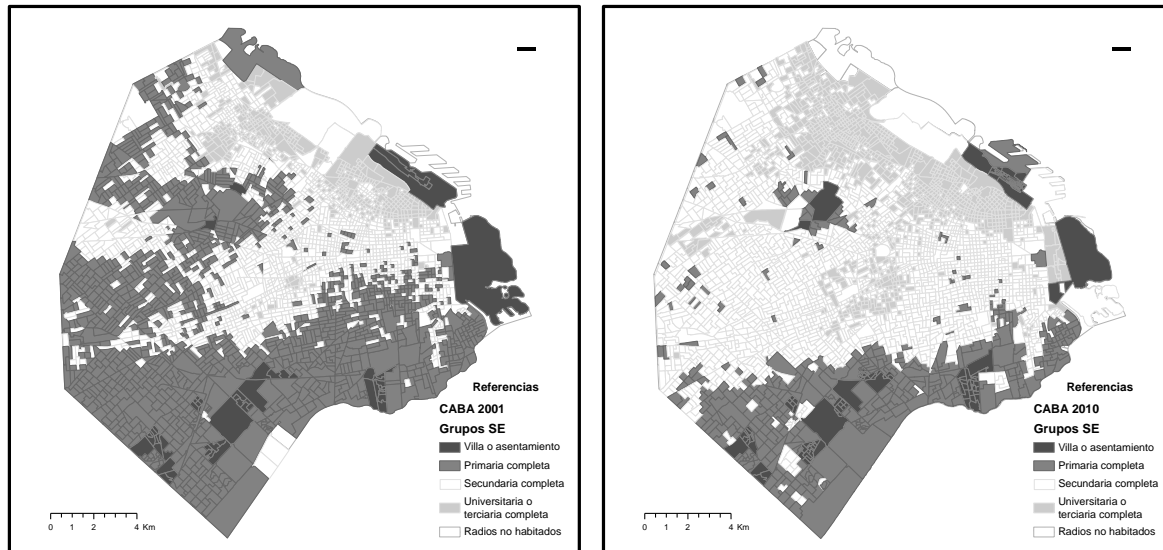 Referencias
CABA 2001
Grupos SE
Villa o asentamiento
Primaria completa
Secundaria completa
Universitaria o
terciaria completa
Radios no habitados
0 1 2 4 Km
Referencias
CABA 2010
Grupos SE
Villa o asentamiento
Primaria completa
Secundaria completa
Universitaria o
terciaria completa
Radios no habitados
0 1 2 4 Km